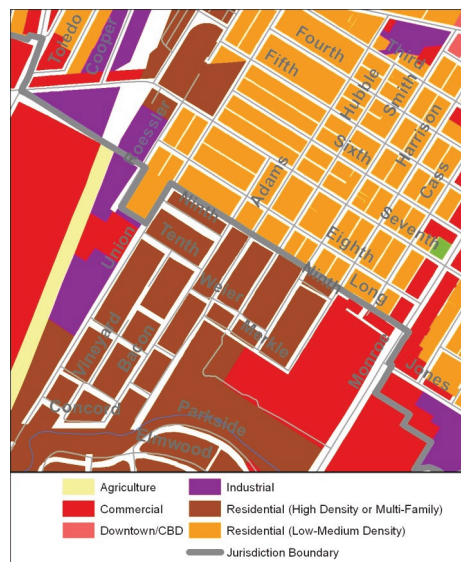 Toledo
Cooper
Fourth
Third
Fifth
Hubble
Smith
Roessler
Sixth
Harrison
Cass
Adams
Seventh
Ninth
Eighth
Tenth
Union
Ninth
Long
Weier
Merkle
Vineyard
Bacon
Monroe
Jones
Concord
Parkside
Elmwood
Agriculture
Industrial
Commercial
Residential (High Density or Multi-Family)
Downtown/CBD
Residential (Low-Medium Density)
Jurisdiction Boundary